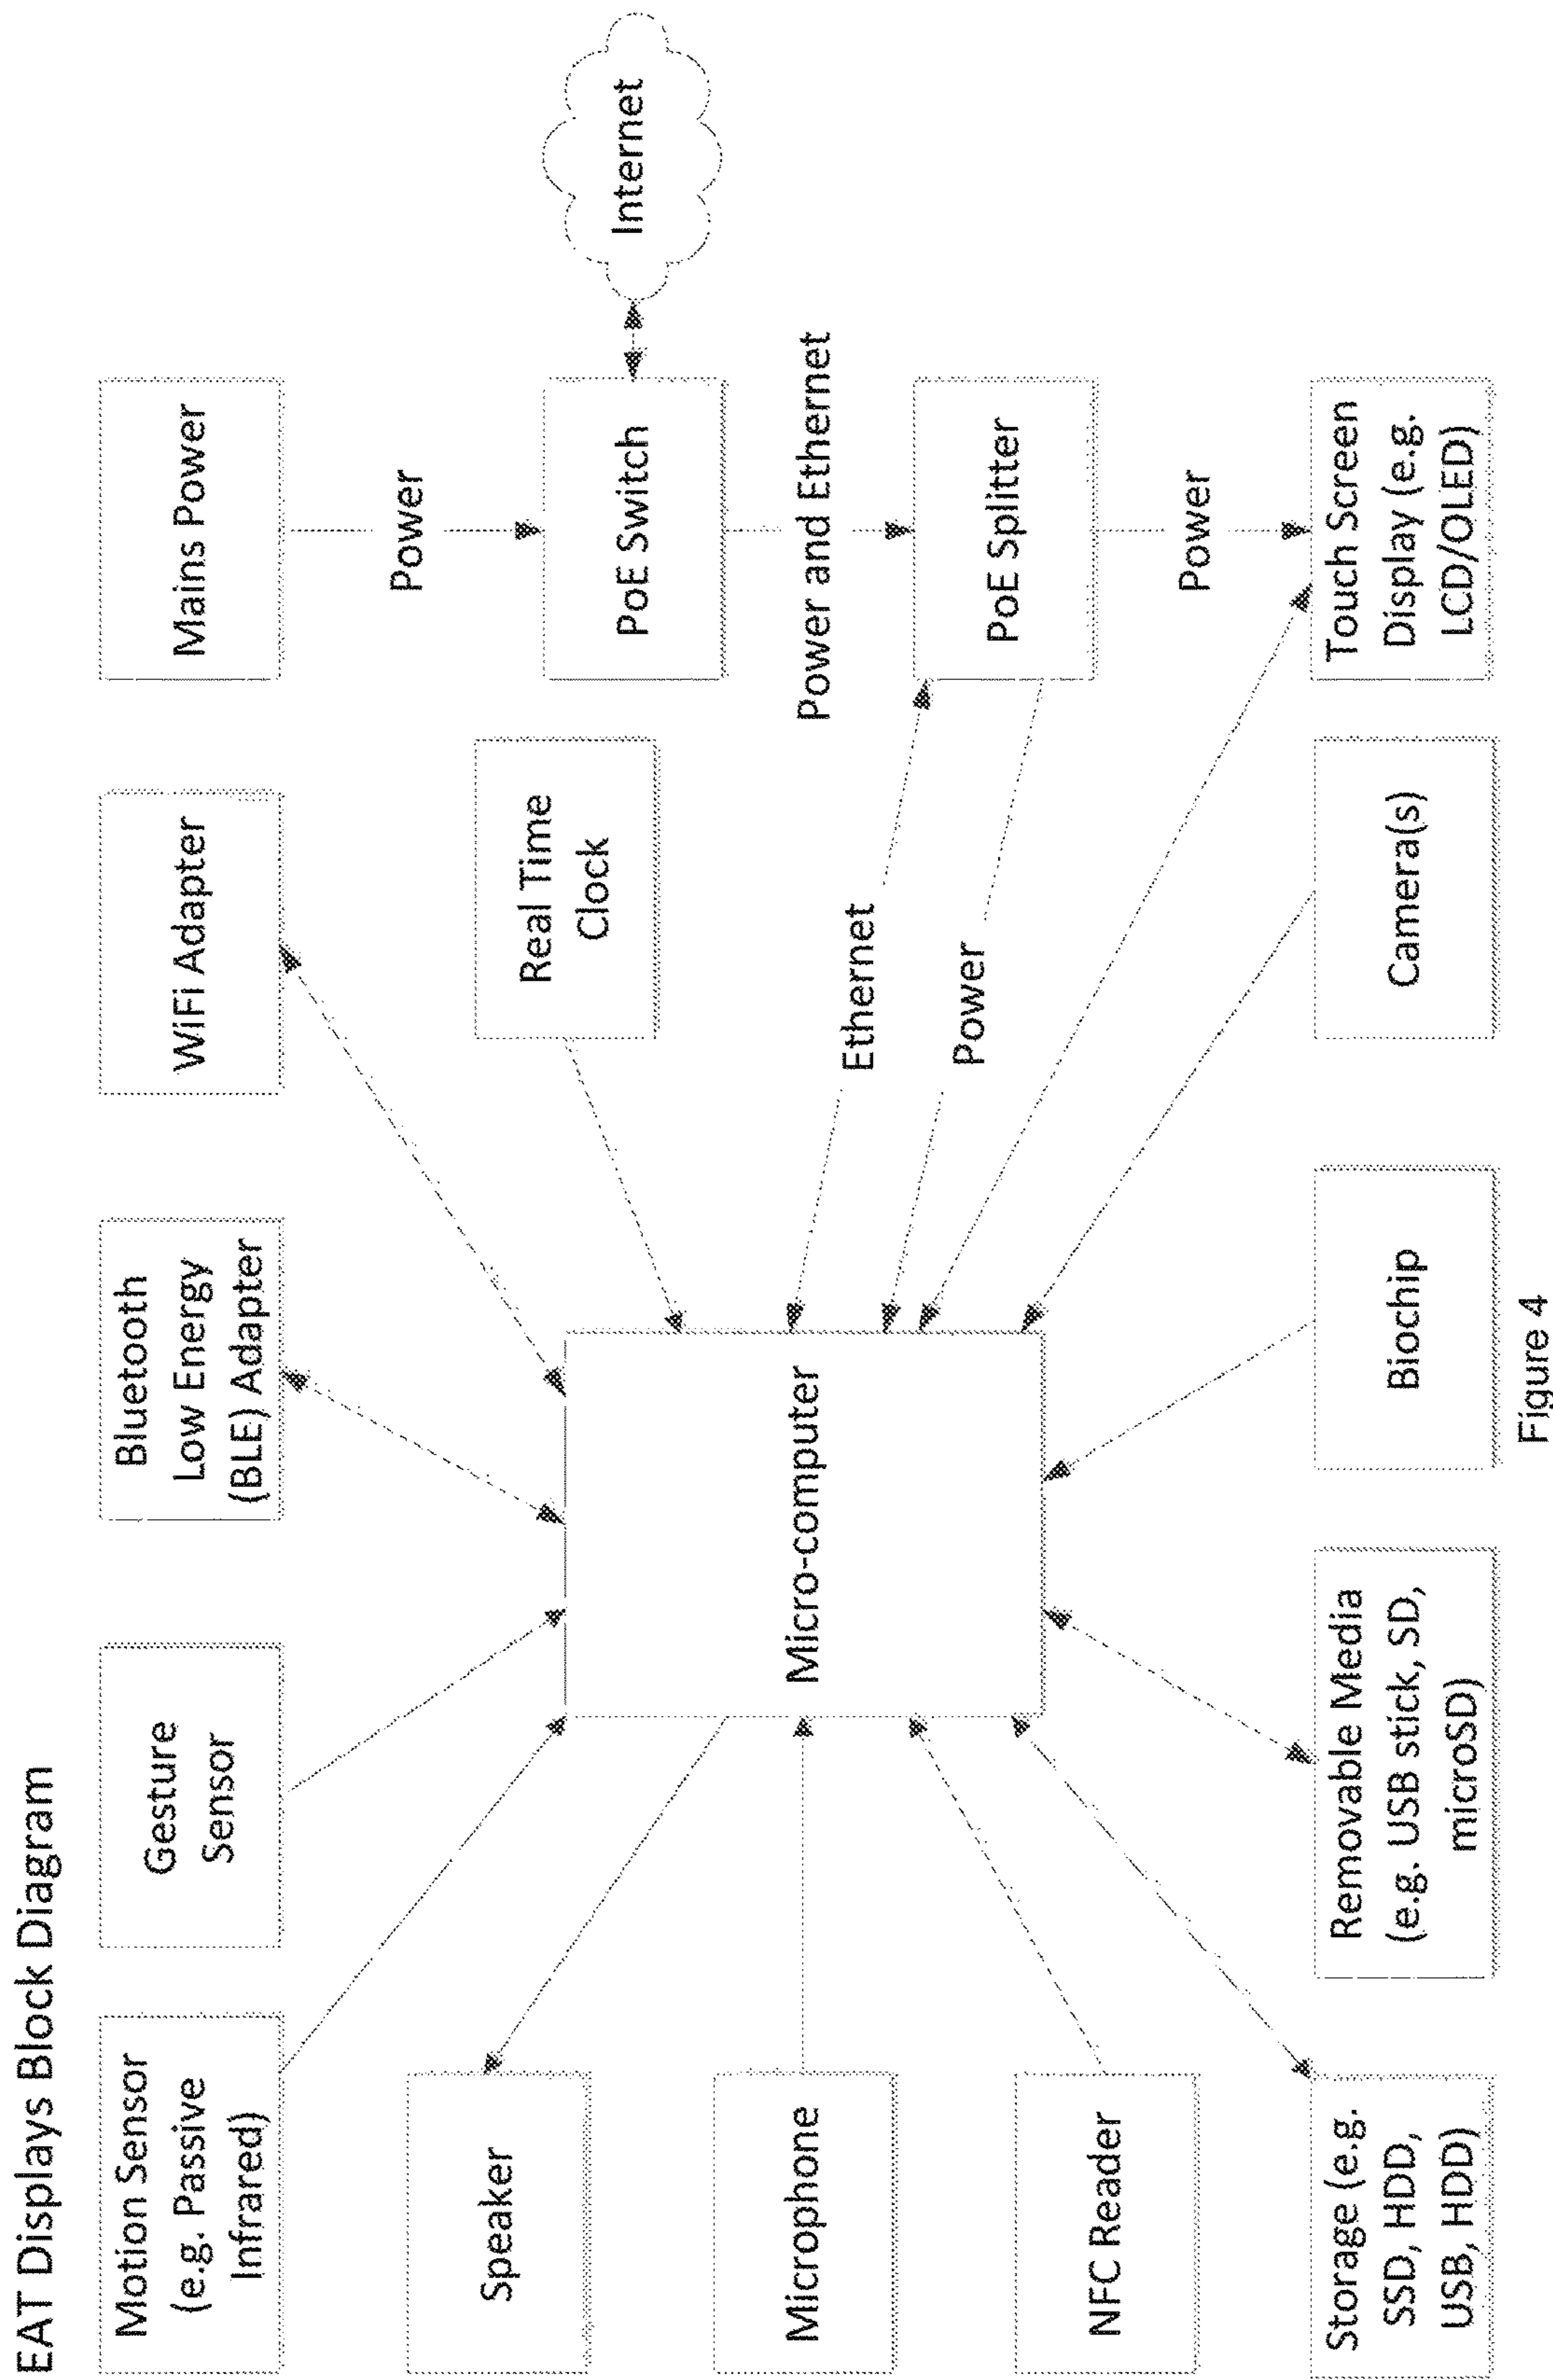 EAT Displays Block Diagram
Motion Sensor
(e.g. Passive
Infrared)
Gesture
Sensor
Bluetooth
Low Energy
(BLE) Adapter
WiFi Adapter
Mains Power
Power
Speaker
Real Time
Clock
PoE Switch
Internet
Microphone
Micro-computer
Ethernet
Power
Power and Ethernet
NFC Reader
PoE Splitter
Power
Storage (e.g.
SSD, HDD,
USB, HDD)
Removable Media
(e.g. USB stick, SD,
microSD)
Biochip
Camera(s)
Touch Screen
Display (e.g.
LCD/OLED)
Figure 4